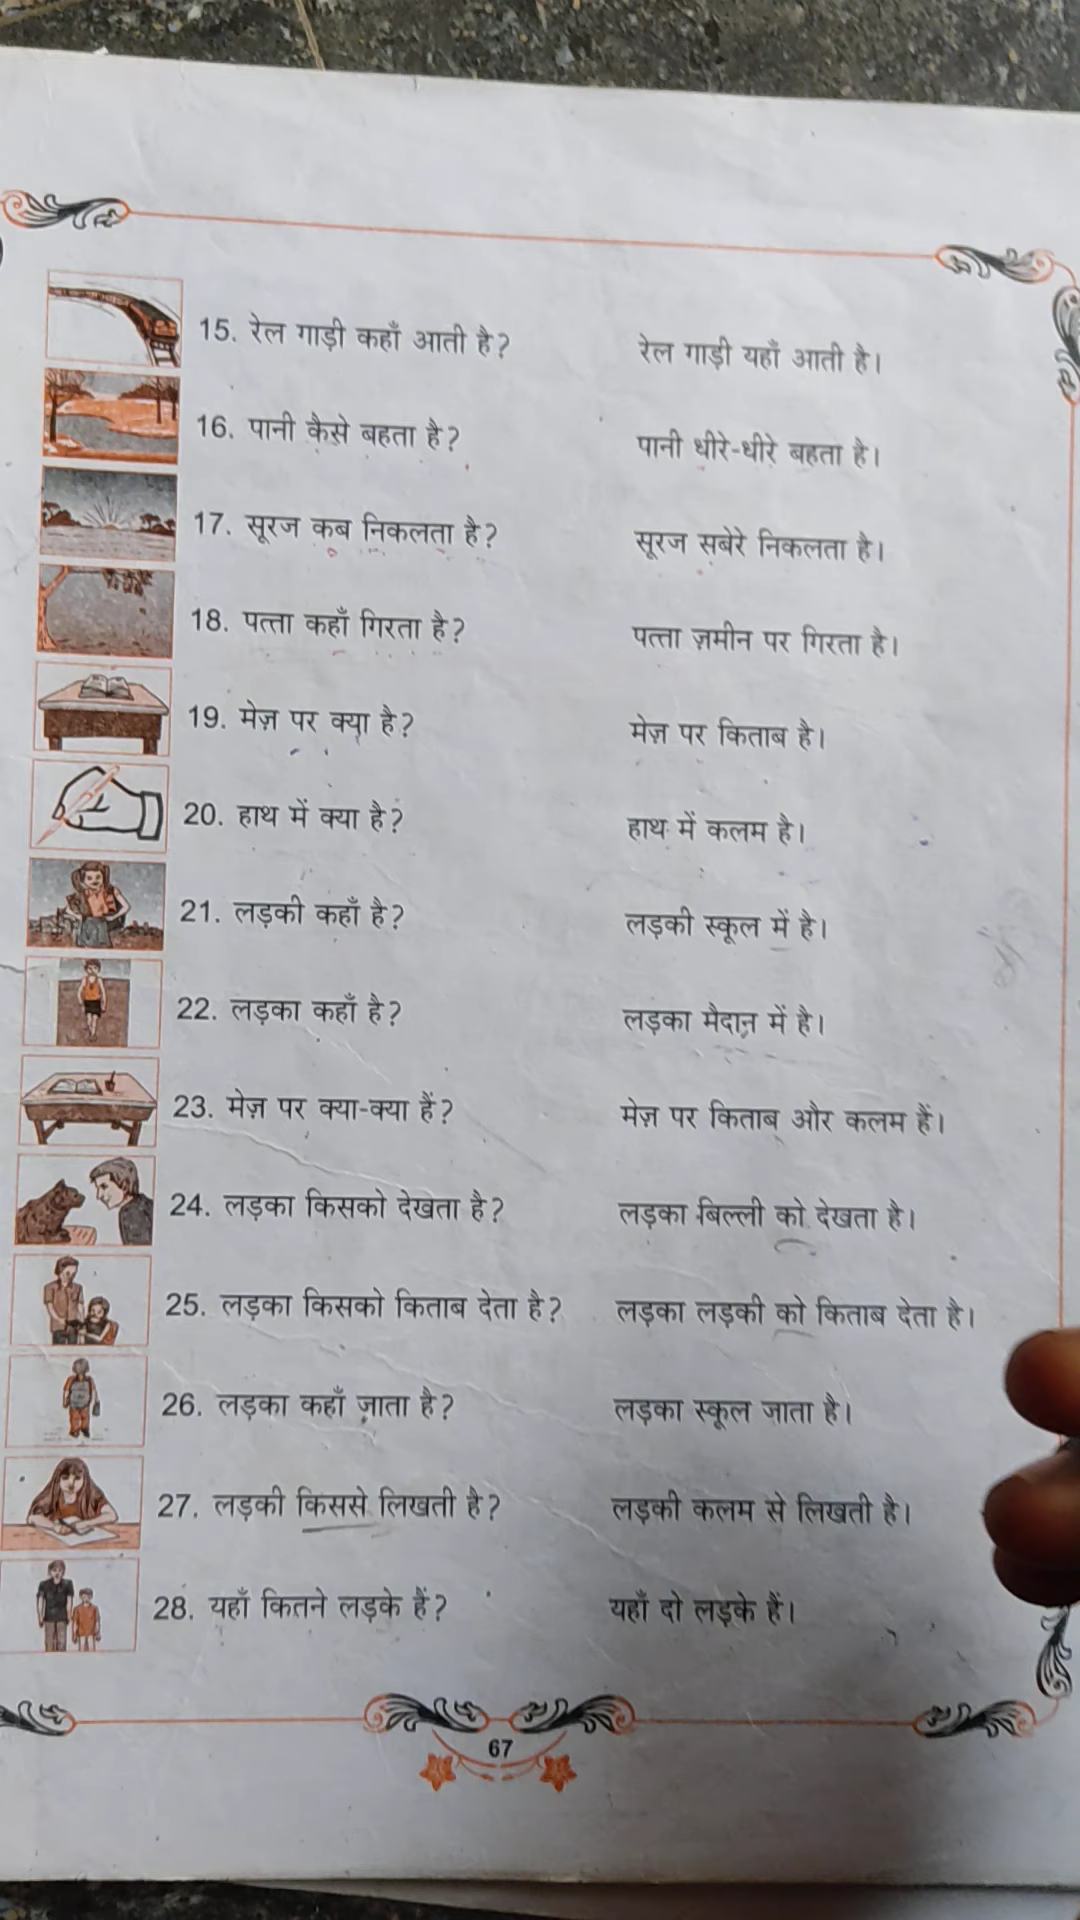 15. रेल गाड़ी कहाँ आती है? रेल गाड़ी यहाँ आती है।
16. पानी कैसे बहता है? पानी धीरे-धीरे बहता है।
17. सूरज कब निकलता है? सूरज सबेरे निकलता है।
18. पत्ता कहाँ गिरता है? पत्ता ज़मीन पर गिरता है।
19. मेज़ पर क्या है? मेज़ पर किताब है।
20. हाथ में क्या है? हाथ में कलम है।
21. लड़की कहाँ है? लड़की स्कूल में है।
22. लड़का कहाँ है? लड़का मैदान में है।
23. मेज़ पर क्या-क्या हैं? मेज़ पर किताब और कलम हैं।
24. लड़का किसको देखता है? लड़का बिल्ली को देखता है।
25. लड़का किसको किताब देता है? लड़का लड़की को किताब देता है।
26. लड़का कहाँ जाता है? लड़का स्कूल जाता है।
27. लड़की किससे लिखती है? लड़की कलम से लिखती है।
28. यहाँ कितने लड़के हैं? यहाँ दो लड़के हैं।
67